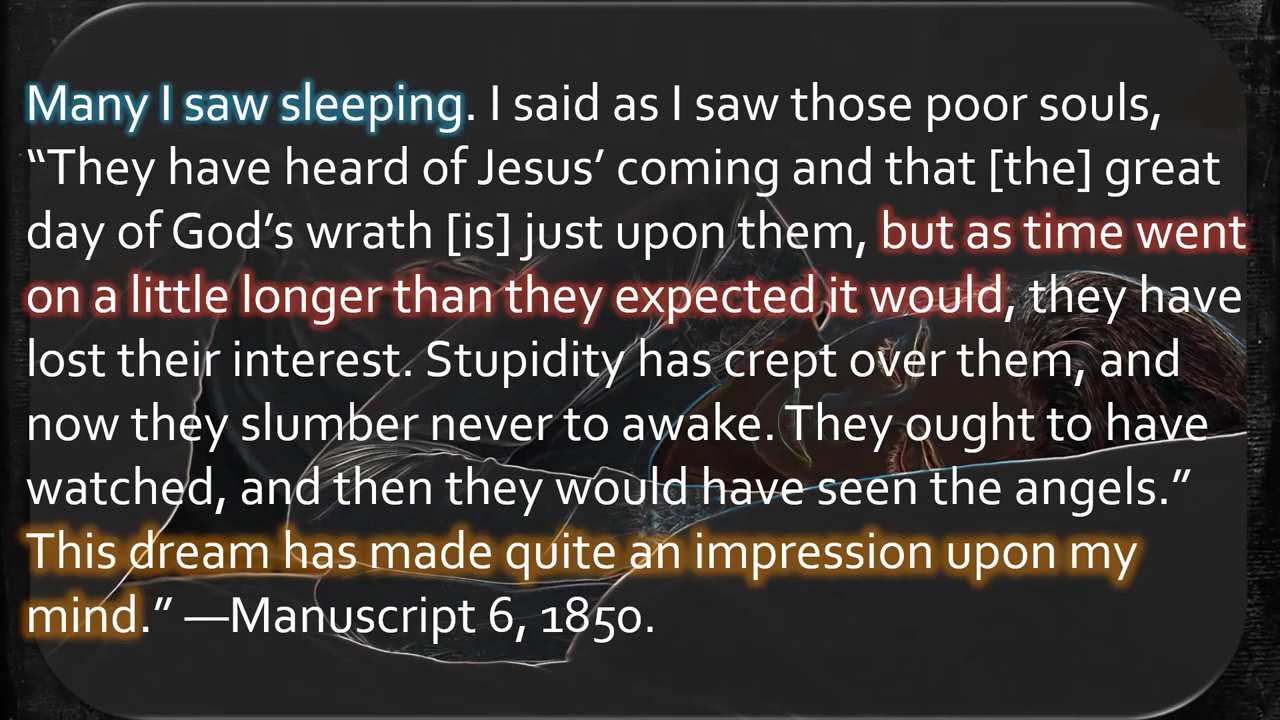 Many I saw sleeping. I said as I saw those poor souls,
“They have heard of Jesus’ coming and that [the] great
day of God’s wrath [is] just upon them, but as time went
on a little longer than they expected it would, they have
lost their interest. Stupidity has crept over them, and
now they slumber never to awake. They ought to have
watched, and then they would have seen the angels.”
This dream has made quite an impression upon my
mind.” —Manuscript 6, 1850.